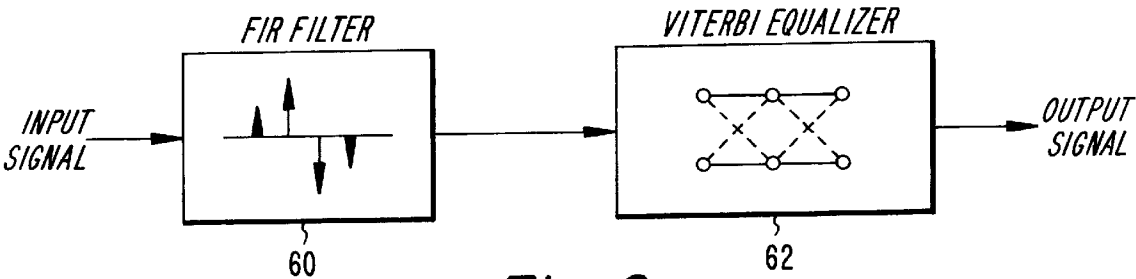 FIR FILTER
VITERBI EQUALIZER
INPUT
SIGNAL
OUTPUT
SIGNAL
60
62